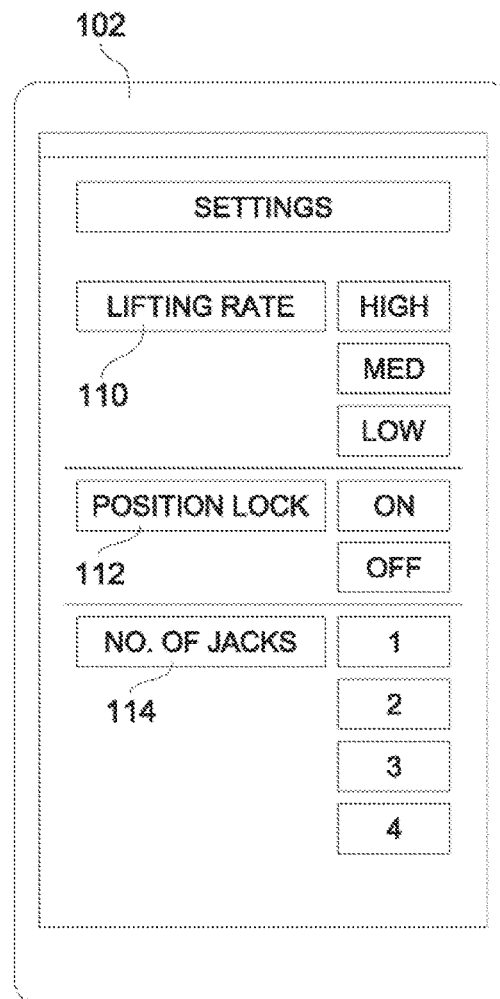 102
SETTINGS
LIFTING RATE HIGH
110 MED
LOW
POSITION LOCK ON
112 OFF
NO. OF JACKS 1
114 2
3
4